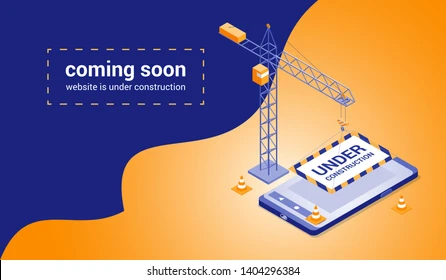 coming soon
website is under construction
UNDER
CONSTRUCTION
shutterstock.com · 1404296384